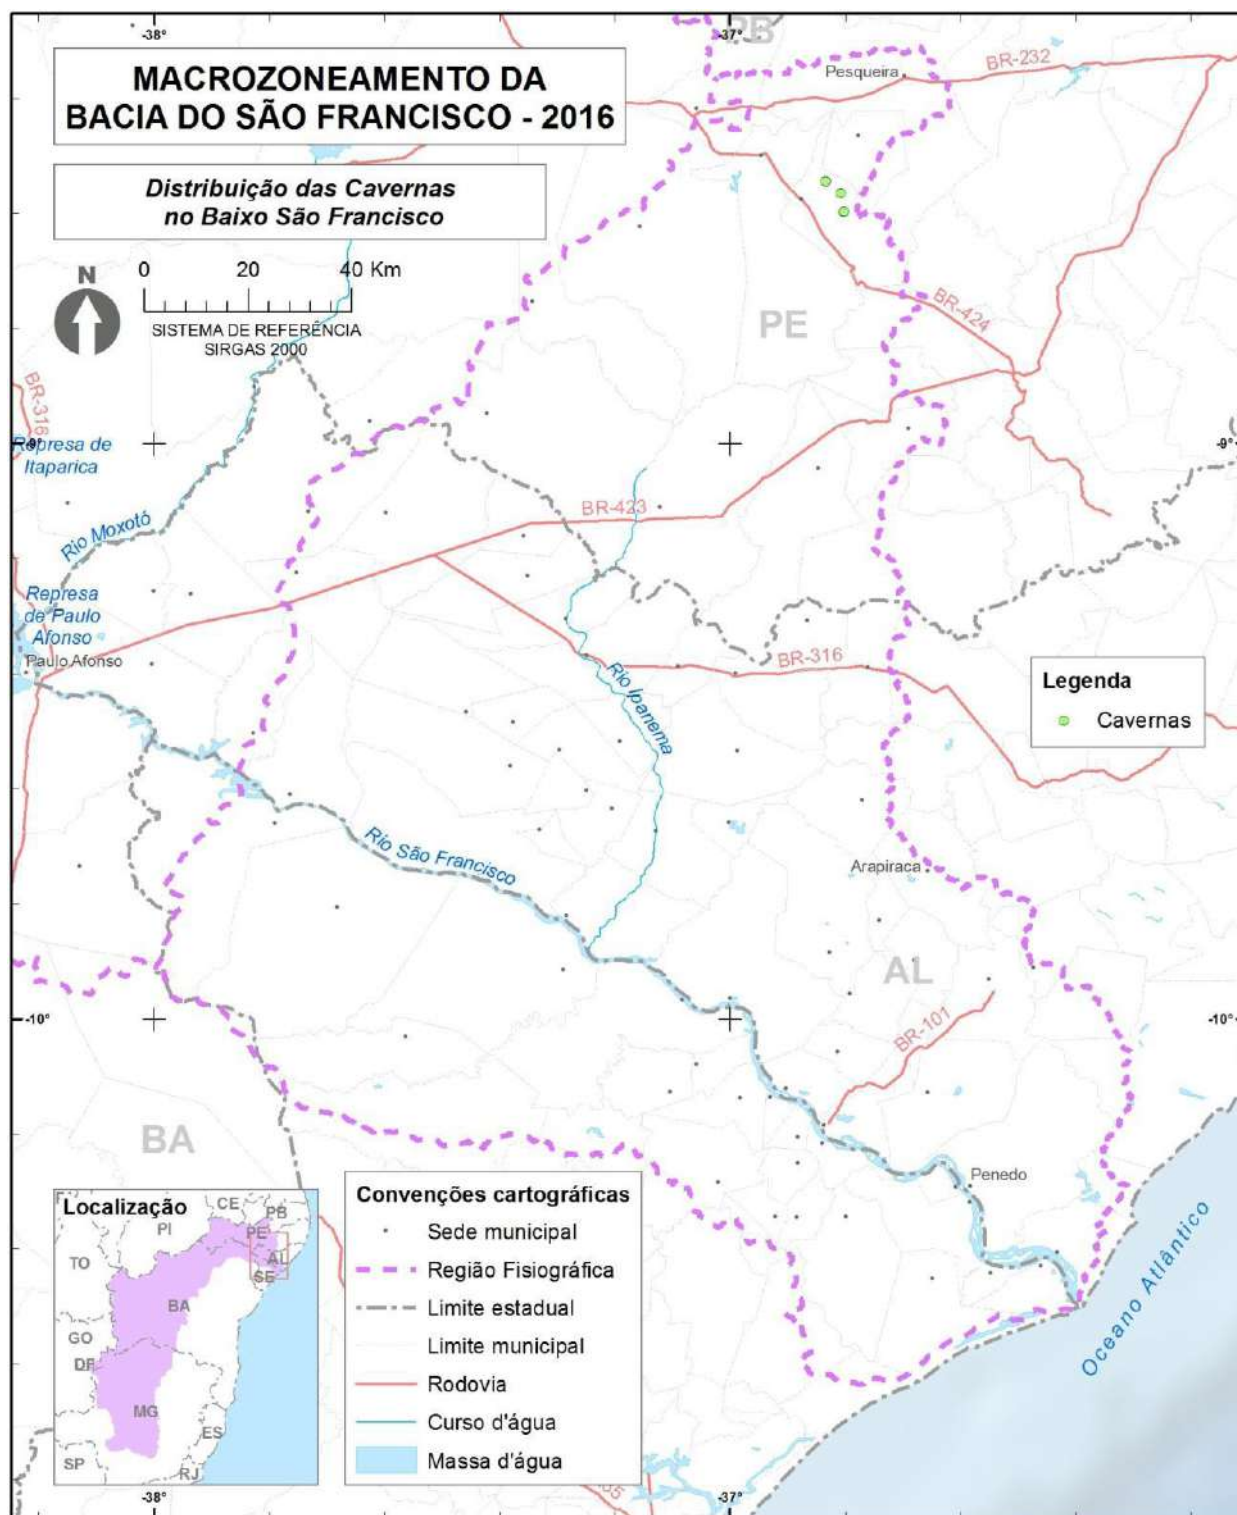 -38°
-37°
PB
MACROZONEAMENTO DA
BACIA DO SÃO FRANCISCO - 2016
Pesqueira
BR-232
Distribuição das Cavernas
no Baixo São Francisco
N
0 20 40 Km
SISTEMA DE REFERÊNCIA
SIRGAS 2000
PE
BR-424
BR-316
-9°
-9°
Represa de
Itaparica
BR-423
Rio Moxotó
Represa
de Paulo
Afonso
Paulo Afonso
Rio Ipanema
BR-316
Legenda
Cavernas
Rio São Francisco
Arapiraca
AL
-10°
-10°
BR-101
BA
Penedo
Oceano Atlântico
Localização
CE
PB
PI
PE
TO
AL
SE
BA
GO
DF
MG
ES
SP
RJ
Convenções cartográficas
Sede municipal
Região Fisiográfica
Limite estadual
Limite municipal
Rodovia
Curso d'água
Massa d'água
-38°
-37°